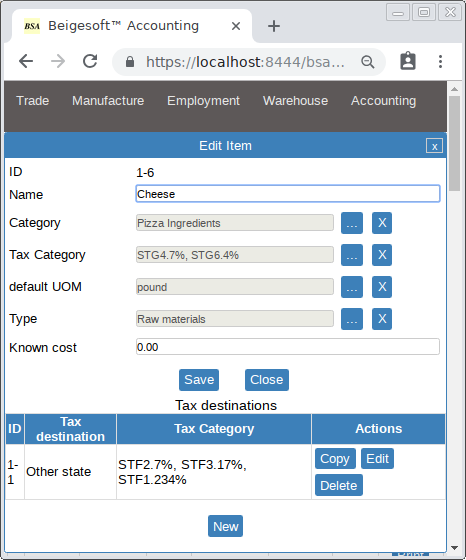 BSA Beigesoft™ Accounting
https://localhost:8444/bsa...
Trade Manufacture Employment Warehouse Accounting
Edit Item x
ID 1-6
Name Cheese
Category Pizza Ingredients ... X
Tax Category STG4.7%, STG6.4% ... X
default UOM pound ... X
Type Raw materials ... X
Known cost 0.00
Save Close
Tax destinations
ID Tax destination Tax Category Actions
1-1 Other state STF2.7%, STF3.17%, STF1.234% Copy Edit Delete
New